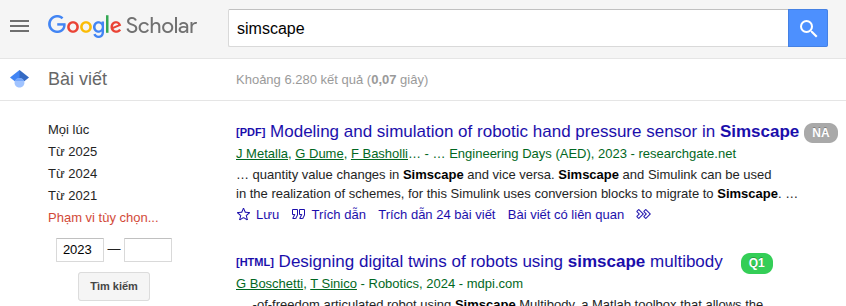 Google Scholar
simscape
Bài viết
Khoảng 6.280 kết quả (0,07 giây)
Mọi lúc
Từ 2025
Từ 2024
Từ 2021
Phạm vi tùy chọn...
2023 —
Tìm kiếm
[PDF] Modeling and simulation of robotic hand pressure sensor in Simscape NA
J Metalla, G Dume, F Basholli… - … Engineering Days (AED), 2023 - researchgate.net
… quantity value changes in Simscape and vice versa. Simscape and Simulink can be used
in the realization of schemes, for this Simulink uses conversion blocks to migrate to Simscape. …
Lưu Trích dẫn Trích dẫn 24 bài viết Bài viết có liên quan
[HTML] Designing digital twins of robots using simscape multibody Q1
G Boschetti, T Sinico - Robotics, 2024 - mdpi.com
-of-freedom articulated robot using Simscape Multibody, a Matlab toolbox that allows the